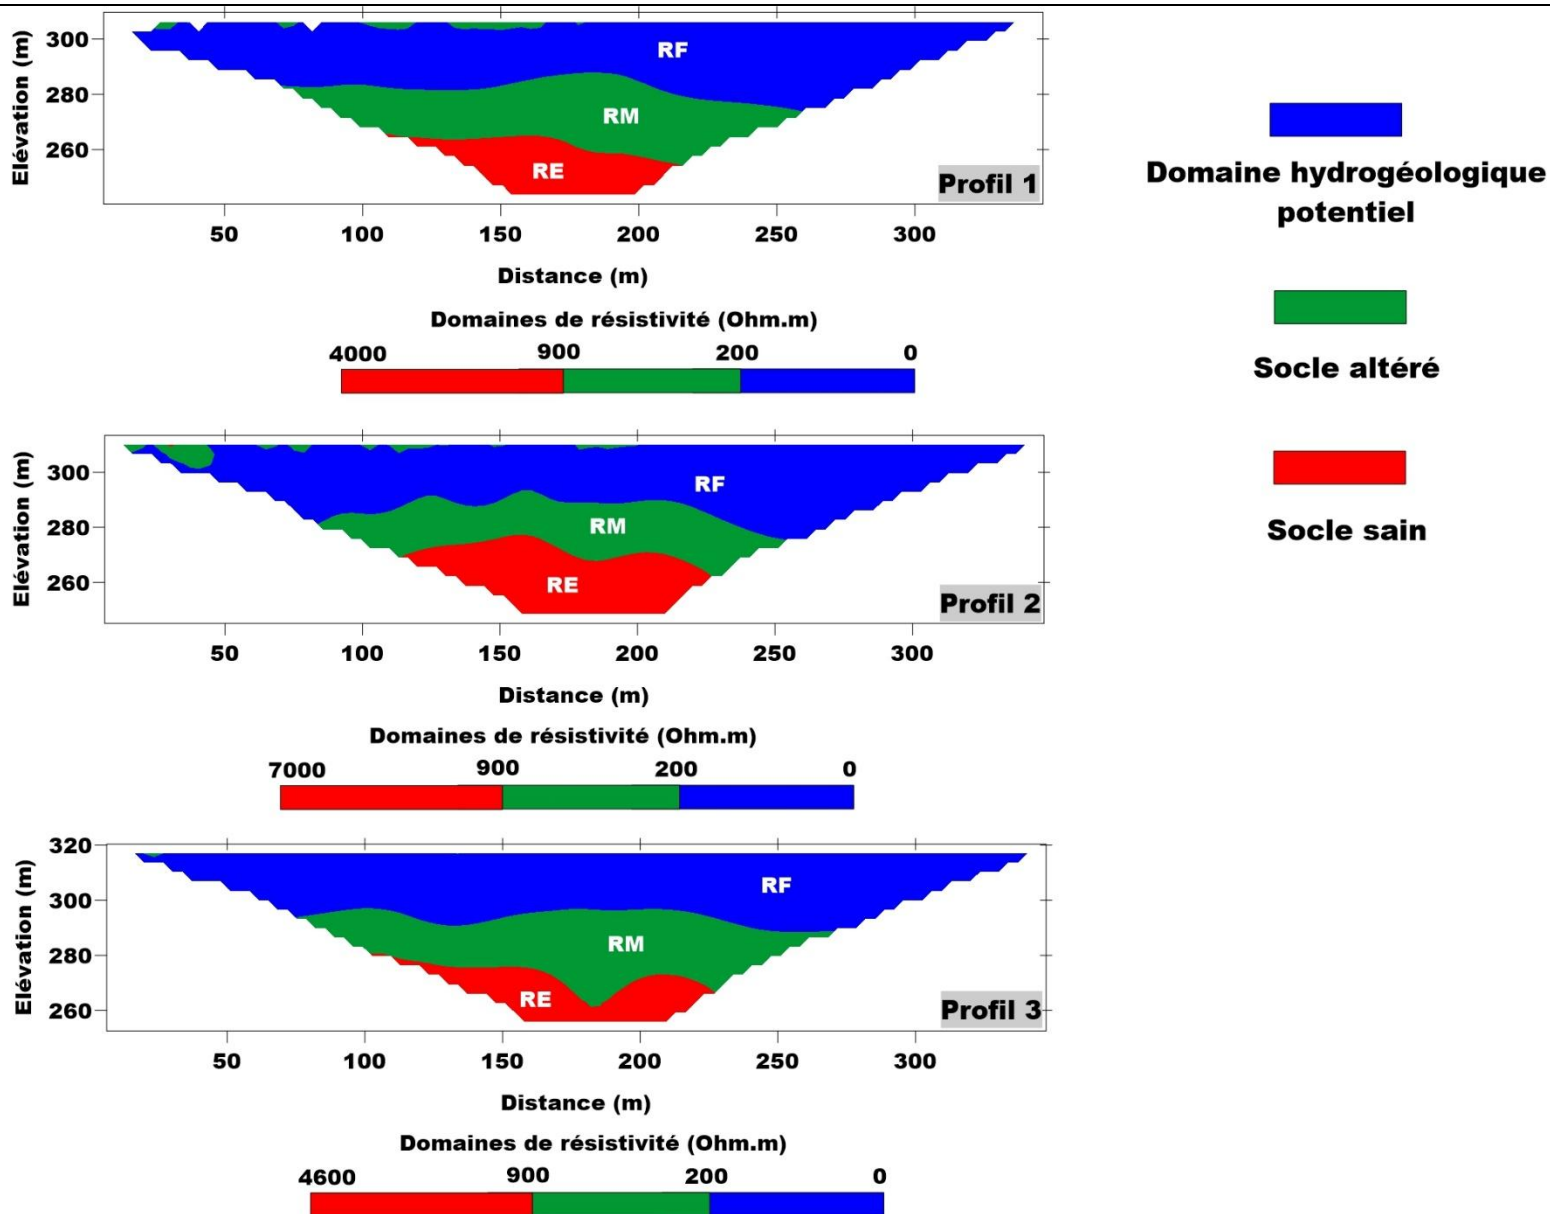 Elévation (m)
300
280
260
RF
RM
RE
Profil 1
50 100 150 200 250 300
Distance (m)
Domaines de résistivité (Ohm.m)
4000 900 200 0
Elévation (m)
300
280
260
RF
RM
RE
Profil 2
50 100 150 200 250 300
Distance (m)
Domaines de résistivité (Ohm.m)
7000 900 200 0
Elévation (m)
320
300
280
260
RF
RM
RE
Profil 3
50 100 150 200 250 300
Distance (m)
Domaines de résistivité (Ohm.m)
4600 900 200 0
Domaine hydrogéologique
potentiel
Socle altéré
Socle sain